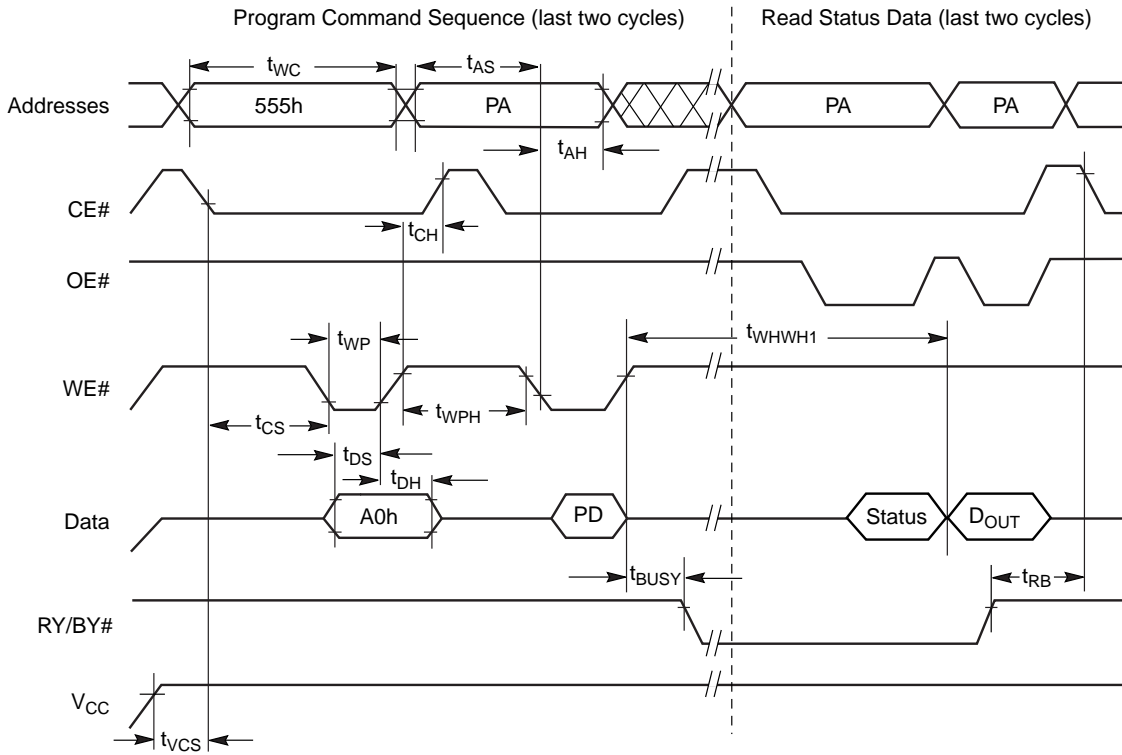 Program Command Sequence (last two cycles) Read Status Data (last two cycles)
tWC tAS
Addresses 555h PA PA PA
tAH
CE#
tCH
OE#
tWP tWHWH1
WE#
tCS tWPH
tDS
tDH
Data A0h PD Status DOUT
tBUSY tRB
RY/BY#
VCC
tVCS